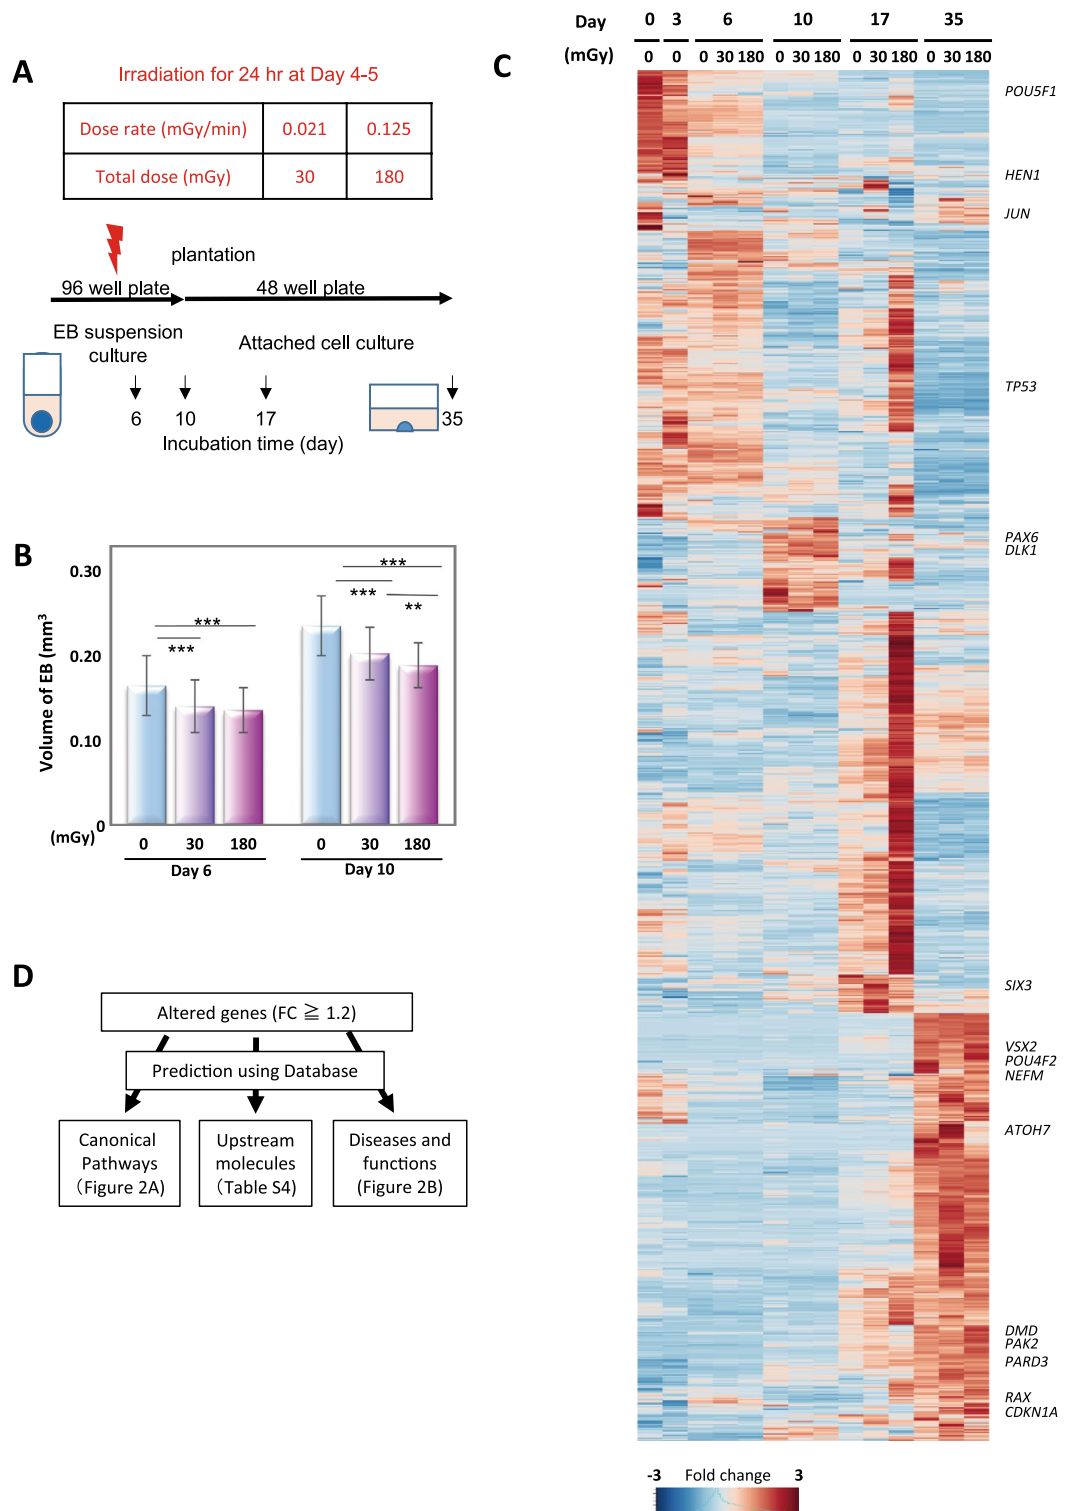 A
Irradiation for 24 hr at Day 4-5
Dose rate (mGy/min) 0.021 0.125
Total dose (mGy) 30 180
plantation
96 well plate 48 well plate
EB suspension
culture
Attached cell culture
6 10 17 35
Incubation time (day)
B
Volume of EB (mm³)
0.30
0.20
0.10
0
***
***
***
***
**
(mGy) 0 30 180 0 30 180
Day 6 Day 10
C
Day 0 3 6 10 17 35
(mGy) 0 0 0 30 180 0 30 180 0 30 180 0 30 180
POU5F1
HEN1
JUN
TP53
PAX6
DLK1
SIX3
VSX2
POU4F2
NEFM
ATOH7
DMD
PAK2
PARD3
RAX
CDKN1A
-3 Fold change 3
D
Altered genes (FC ≧ 1.2)
Prediction using Database
Canonical
Pathways
(Figure 2A)
Upstream
molecules
(Table S4)
Diseases and
functions
(Figure 2B)